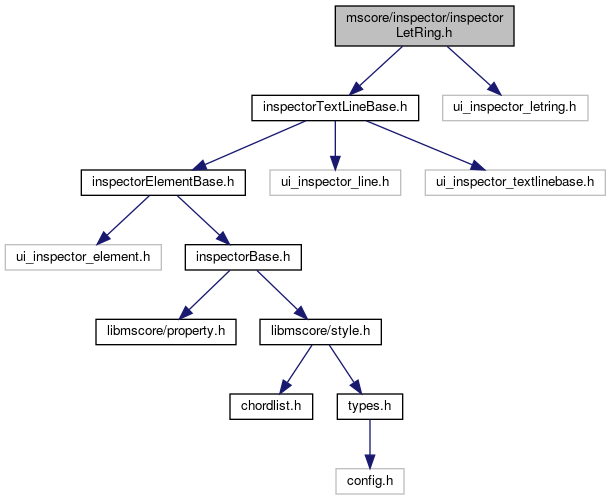 mscore/inspector/inspector
LetRing.h
inspectorTextLineBase.h
ui_inspector_letring.h
inspectorElementBase.h
ui_inspector_line.h
ui_inspector_textlinebase.h
ui_inspector_element.h
inspectorBase.h
libmscore/property.h
libmscore/style.h
chordlist.h
types.h
config.h